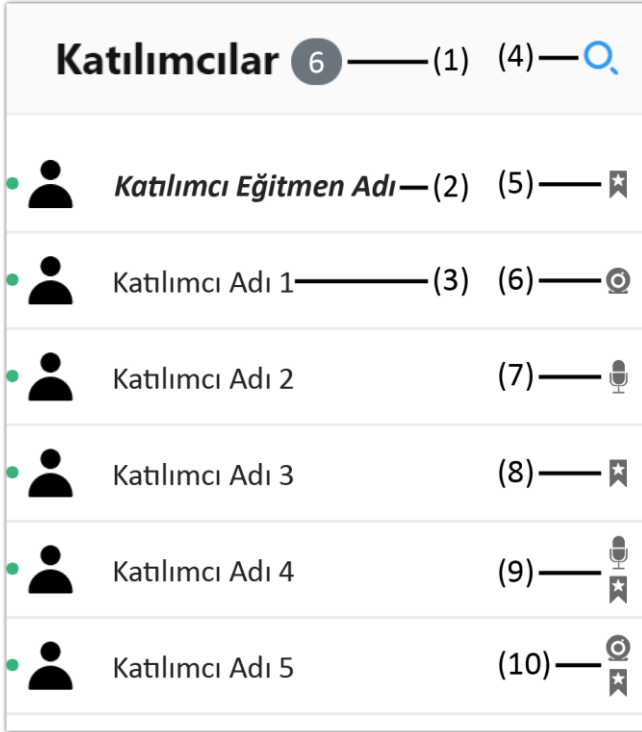 Katılımcılar 6 (1) (4)
Katılımcı Eğitmen Adı (2) (5)
Katılımcı Adı 1 (3) (6)
Katılımcı Adı 2 (7)
Katılımcı Adı 3 (8)
Katılımcı Adı 4 (9)
Katılımcı Adı 5 (10)